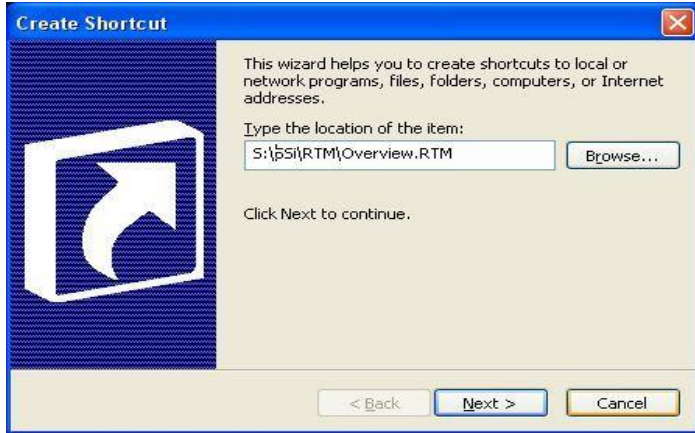 Create Shortcut
This wizard helps you to create shortcuts to local or
network programs, files, folders, computers, or Internet
addresses.
Type the location of the item:
S:\pSi\RTM\Overview.RTM
Browse...
Click Next to continue.
< Back
Next >
Cancel